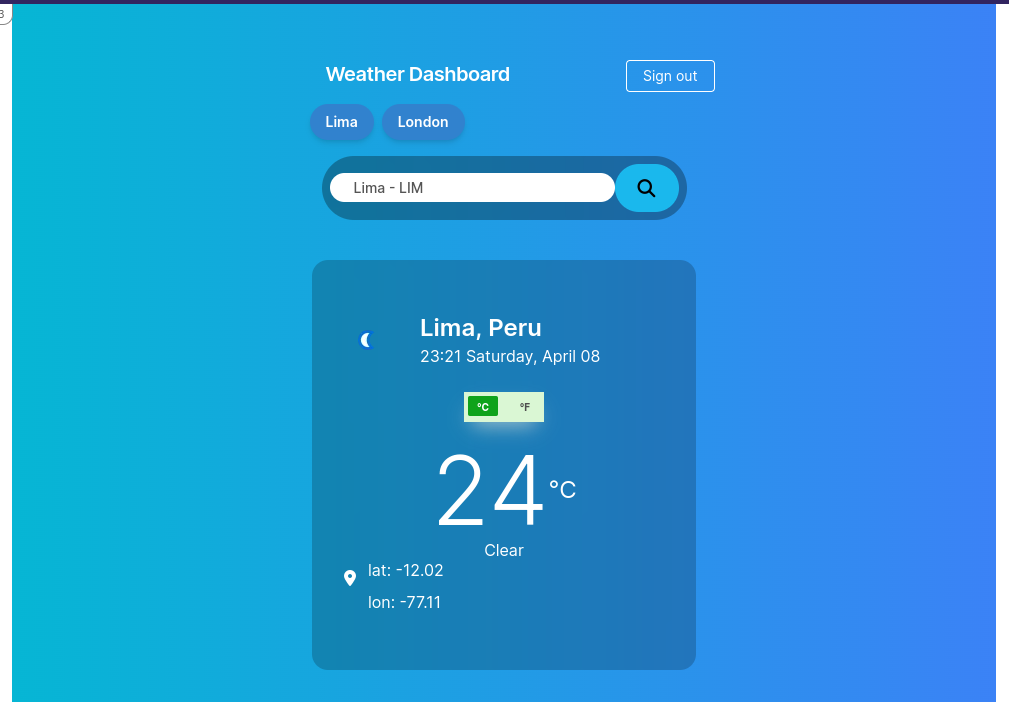 3
Weather Dashboard
Sign out
Lima
London
Lima - LIM
Lima, Peru
23:21 Saturday, April 08
°C
°F
24°C
Clear
lat: -12.02
lon: -77.11